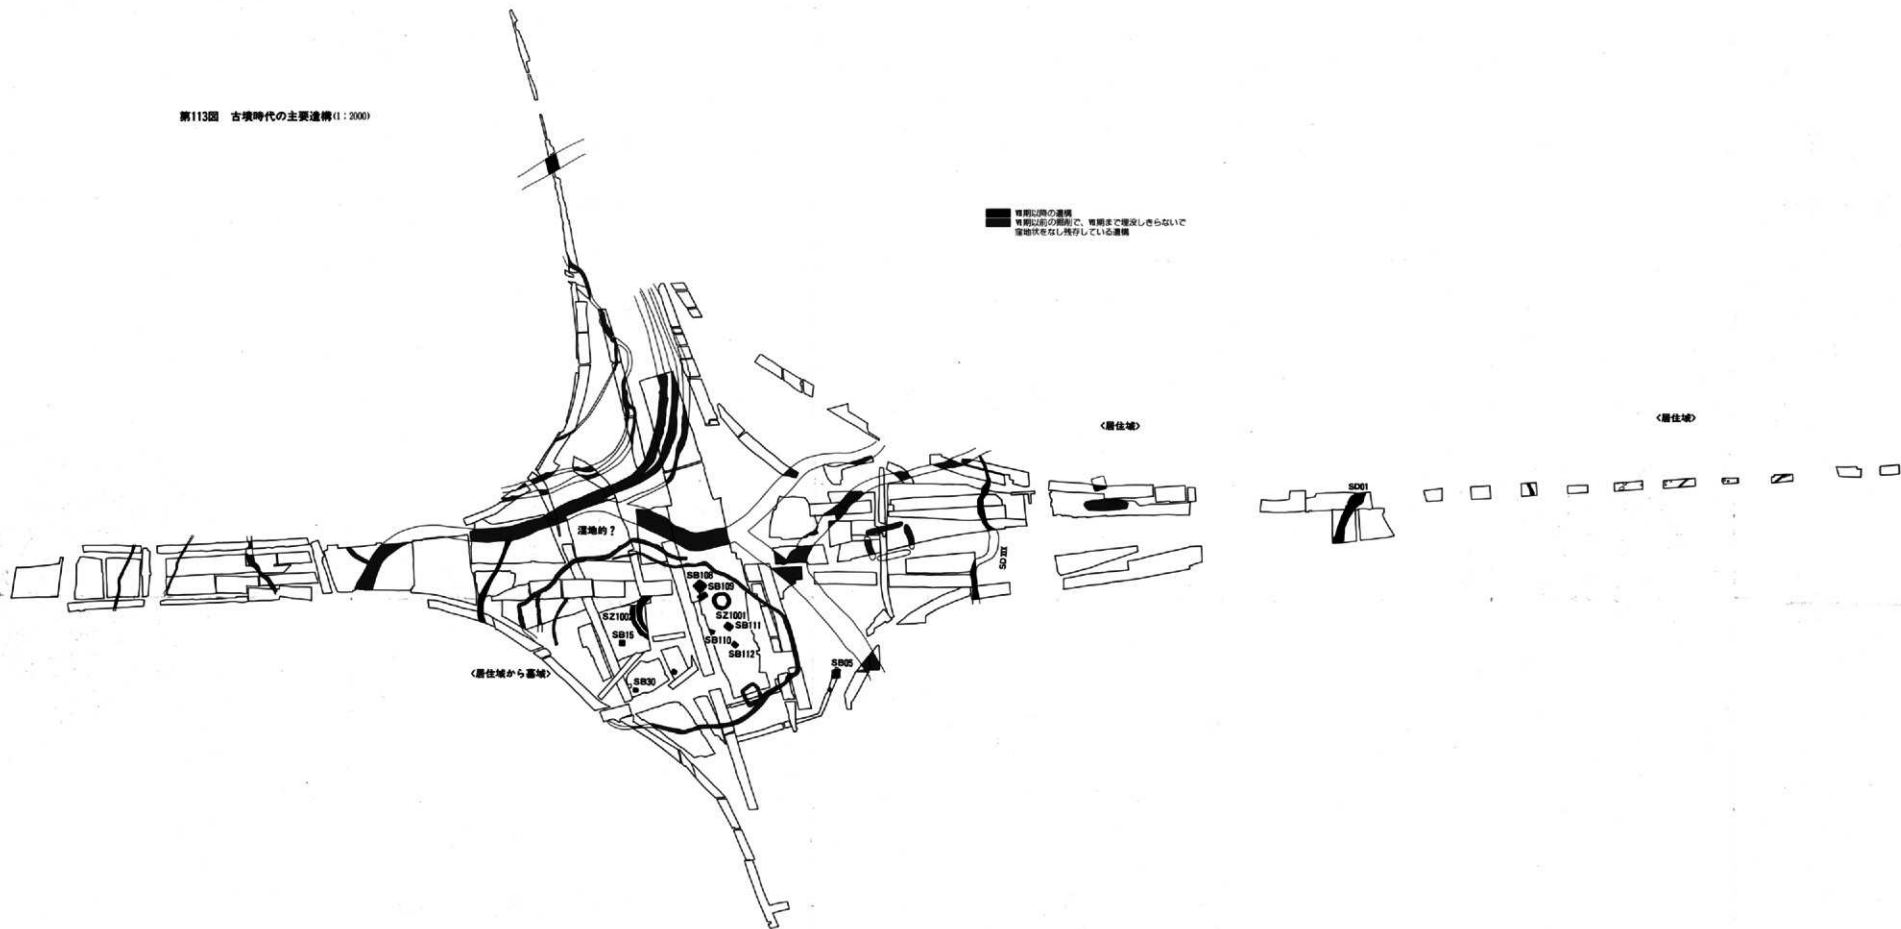 第113図 古墳時代の主要遺構(1:2000)
Ⅶ期以降の遺構
Ⅶ期以前の掘削で、Ⅶ期まで埋没しきらないで
窪地状をなし残存している遺構
<居住域>
<居住域>
SD01
湿地的?
SB108
SB109
SZ1001
SZ1002
SB111
SB15
SB110
SB112
SB05
<居住域から墓域>
SB30